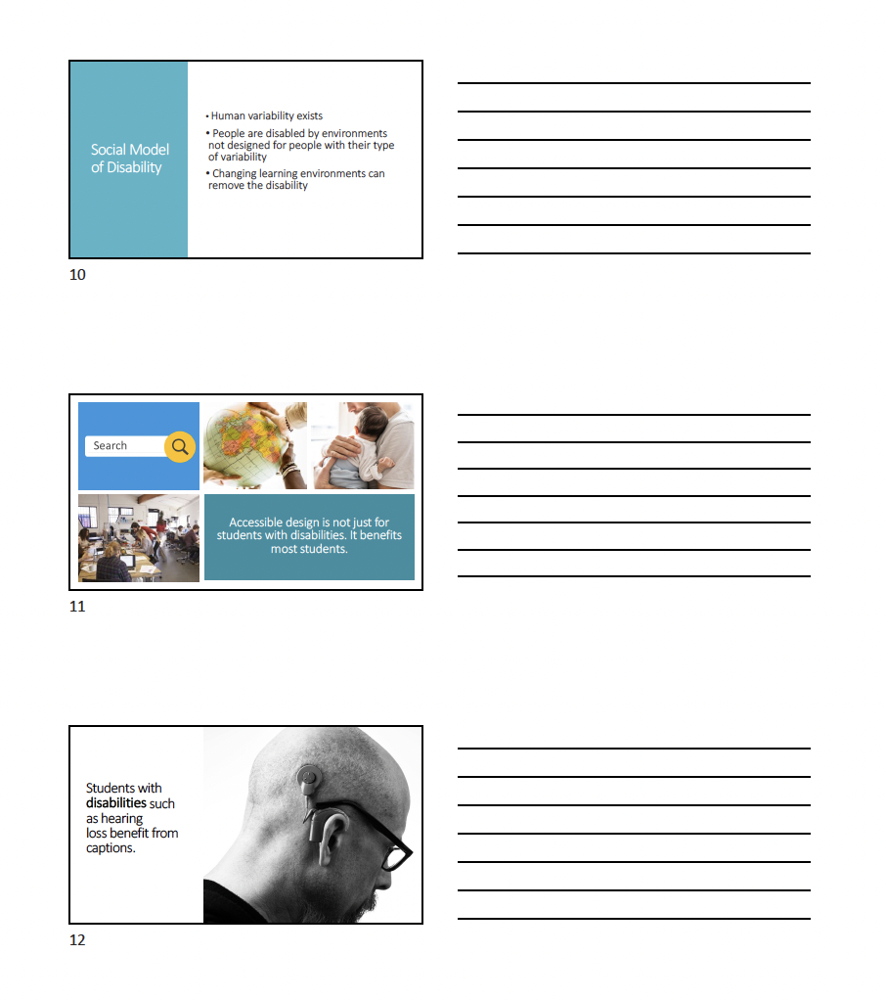 Social Model
of Disability
• Human variability exists
• People are disabled by environments
not designed for people with their type
of variability
• Changing learning environments can
remove the disability
10
Search
Accessible design is not just for
students with disabilities. It benefits
most students.
11
Students with
disabilities such
as hearing
loss benefit from
captions.
12